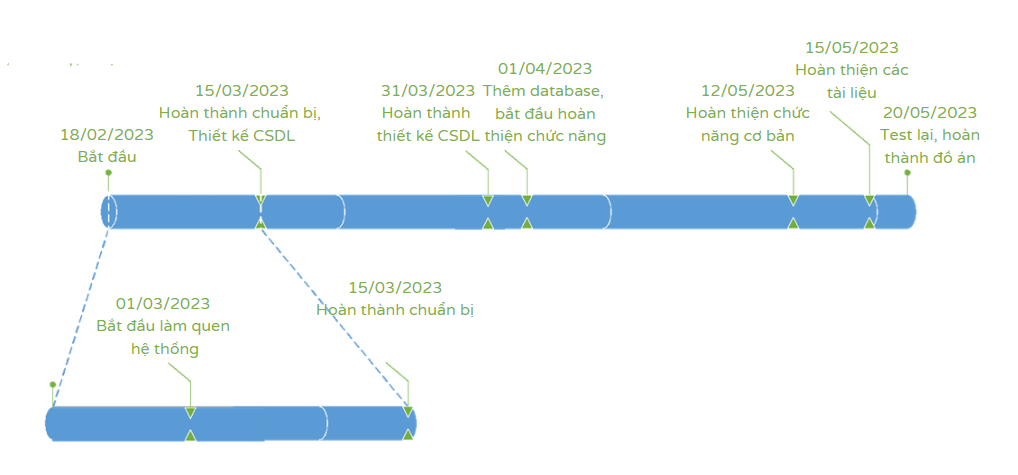 18/02/2023
Bắt đầu
15/03/2023
Hoàn thành chuẩn bị,
Thiết kế CSDL
31/03/2023
Hoàn thành
thiết kế CSDL
01/04/2023
Thêm database,
bắt đầu hoàn
thiện chức năng
12/05/2023
Hoàn thiện chức
năng cơ bản
15/05/2023
Hoàn thiện các
tài liệu
20/05/2023
Test lại, hoàn
thành đồ án
01/03/2023
Bắt đầu làm quen
hệ thống
15/03/2023
Hoàn thành chuẩn bị